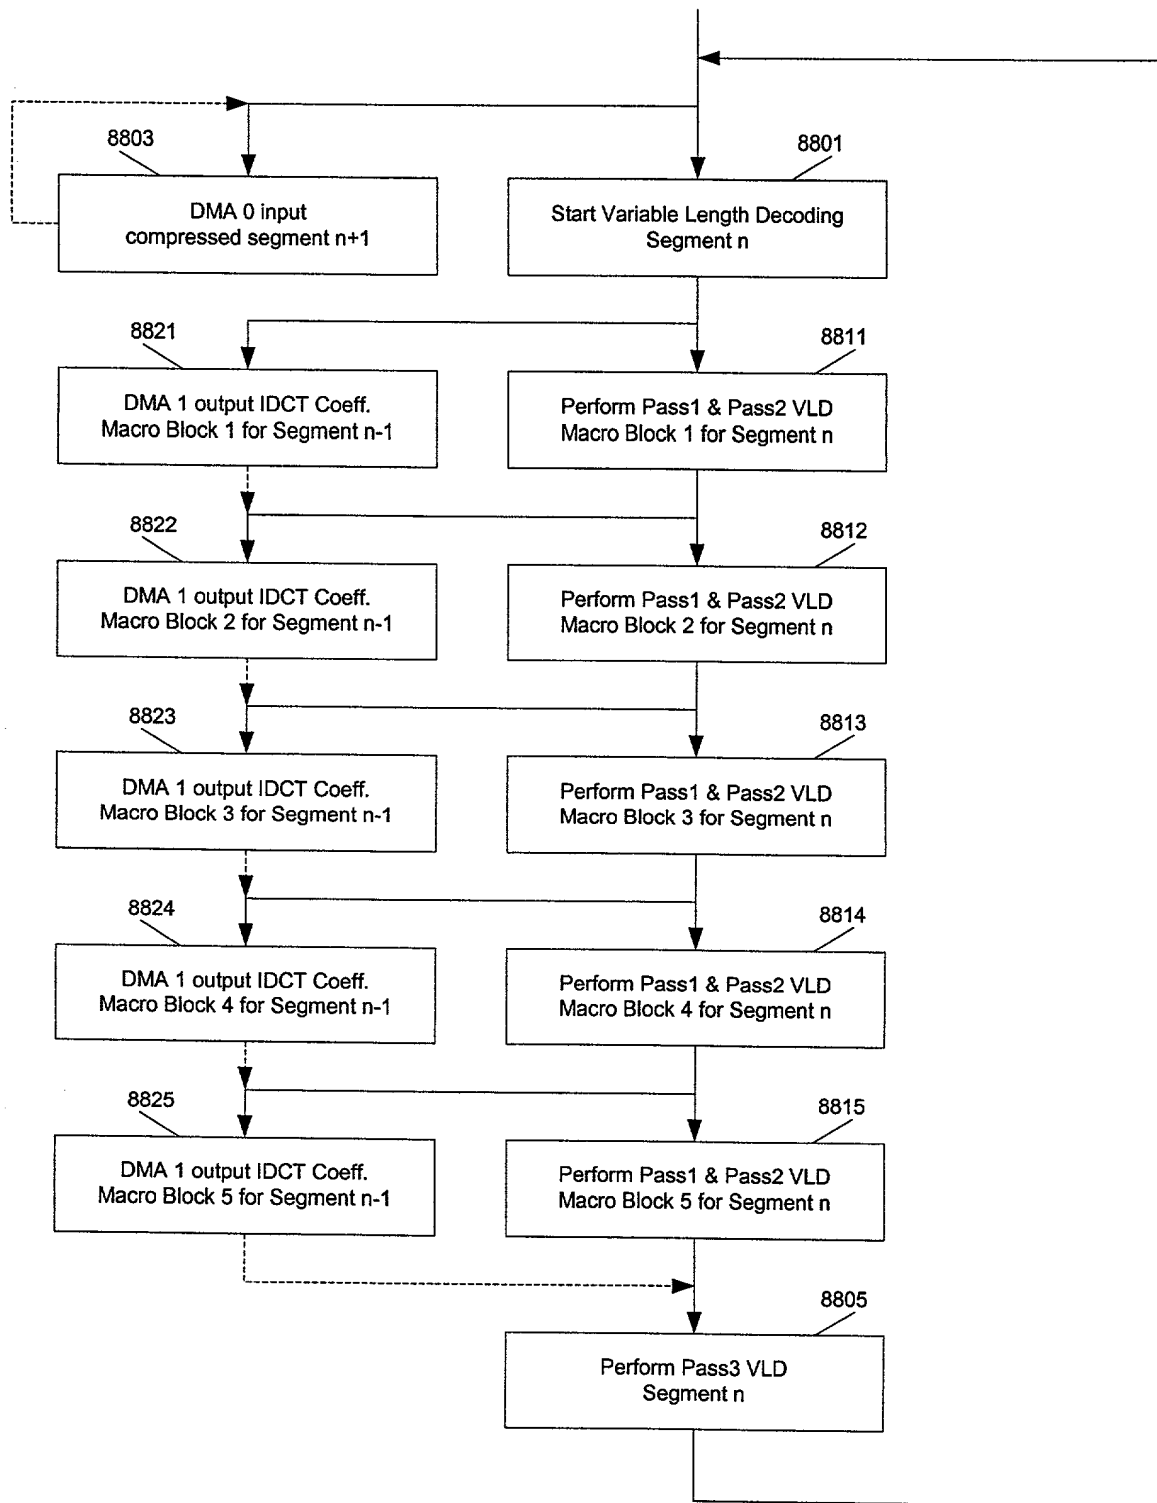 8803
8801
DMA 0 input
compressed segment n+1
Start Variable Length Decoding
Segment n
8821
8811
DMA 1 output IDCT Coeff.
Macro Block 1 for Segment n-1
Perform Pass1 & Pass2 VLD
Macro Block 1 for Segment n
8822
8812
DMA 1 output IDCT Coeff.
Macro Block 2 for Segment n-1
Perform Pass1 & Pass2 VLD
Macro Block 2 for Segment n
8823
8813
DMA 1 output IDCT Coeff.
Macro Block 3 for Segment n-1
Perform Pass1 & Pass2 VLD
Macro Block 3 for Segment n
8824
8814
DMA 1 output IDCT Coeff.
Macro Block 4 for Segment n-1
Perform Pass1 & Pass2 VLD
Macro Block 4 for Segment n
8825
8815
DMA 1 output IDCT Coeff.
Macro Block 5 for Segment n-1
Perform Pass1 & Pass2 VLD
Macro Block 5 for Segment n
8805
Perform Pass3 VLD
Segment n